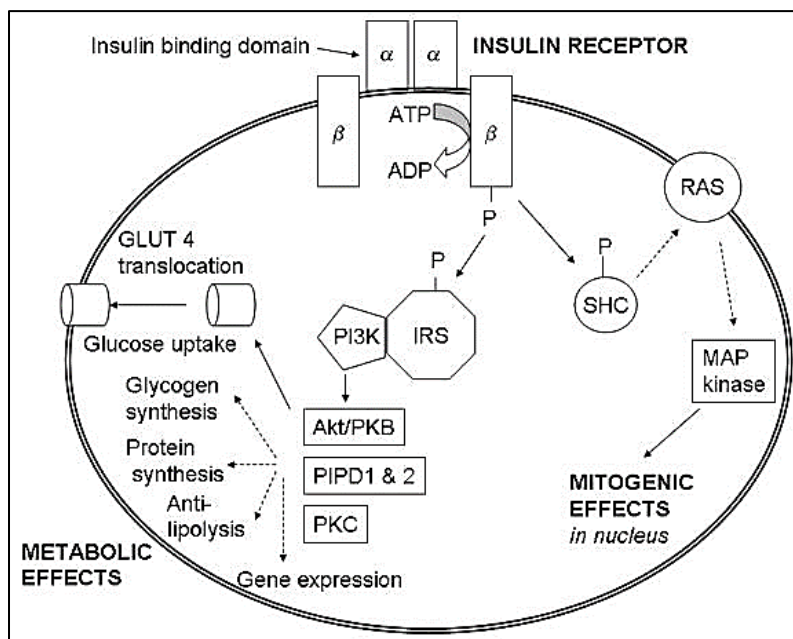 Insulin binding domain
α
α
INSULIN RECEPTOR
β
ATP
ADP
β
P
RAS
GLUT 4
translocation
Glucose uptake
P
PI3K
IRS
P
SHC
MAP
kinase
Glycogen
synthesis
Protein
synthesis
Anti-
lipolysis
Akt/PKB
PIPD1 & 2
PKC
METABOLIC
EFFECTS
Gene expression
MITOGENIC
EFFECTS
in nucleus